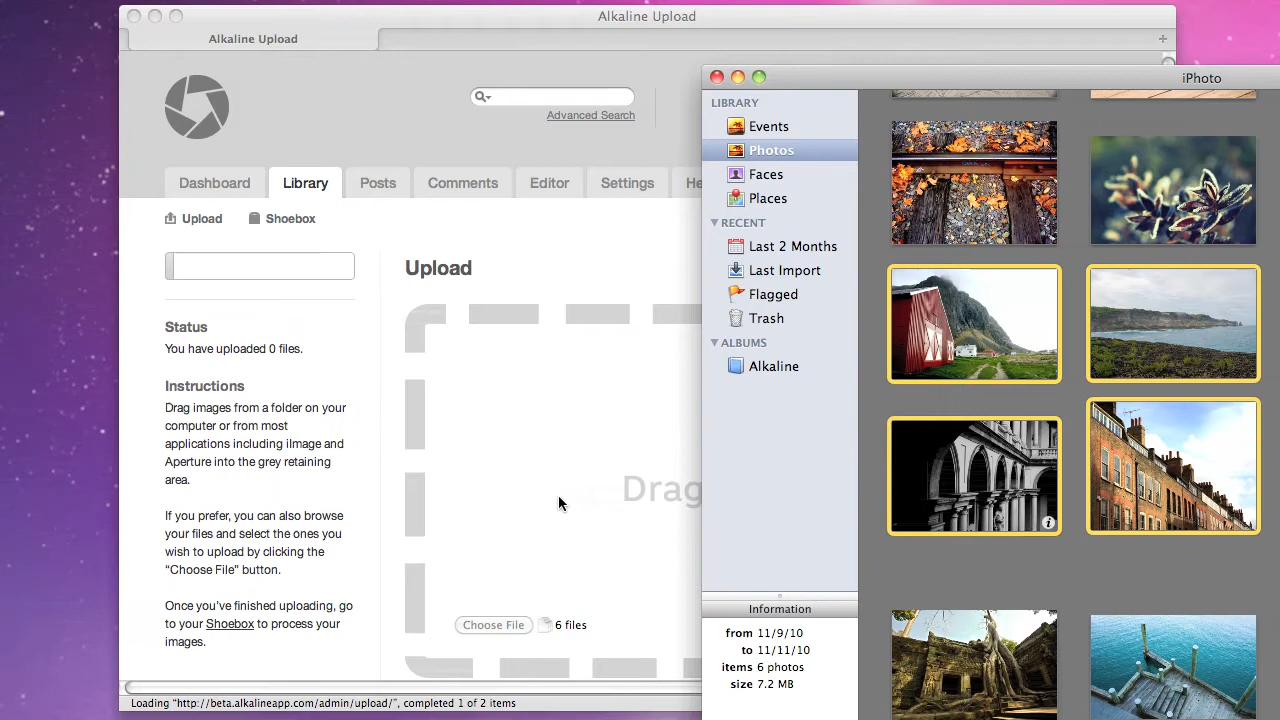 Alkaline Upload
Alkaline Upload
Advanced Search
Dashboard Library Posts Comments Editor Settings He
Upload Shoebox
Upload
Status
You have uploaded 0 files.
Instructions
Drag images from a folder on your
computer or from most
applications including iImage and
Aperture into the grey retaining
area.
If you prefer, you can also browse
your files and select the ones you
wish to upload by clicking the
“Choose File” button.
Once you’ve finished uploading, go
to your Shoebox to process your
images.
Drag
Choose File 6 files
Loading “http://beta.alkalineapp.com/admin/upload/”, completed 1 of 2 items
iPhoto
LIBRARY
Events
Photos
Faces
Places
RECENT
Last 2 Months
Last Import
Flagged
Trash
ALBUMS
Alkaline
Information
from 11/9/10
to 11/11/10
items 6 photos
size 7.2 MB